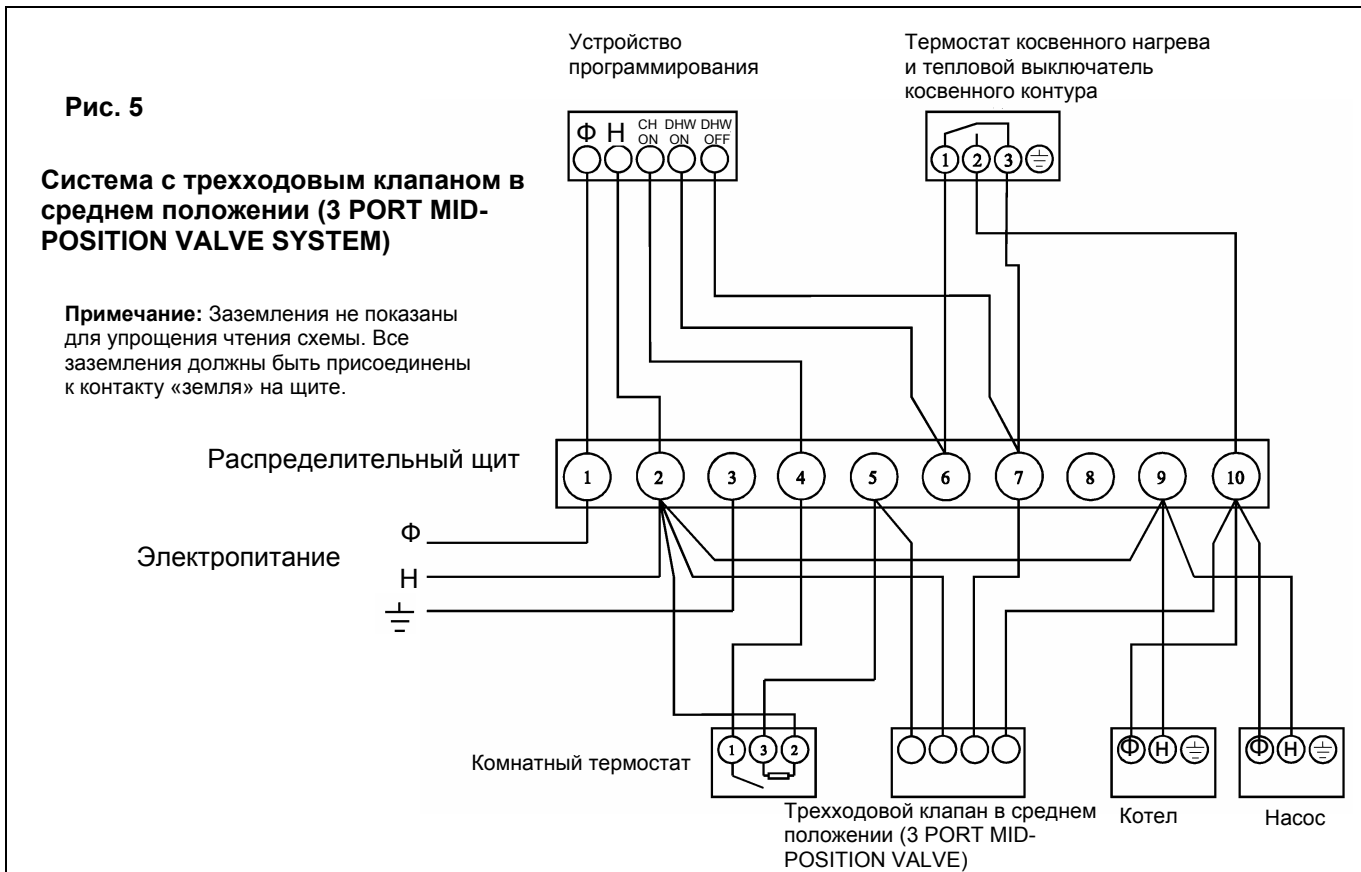 Рис. 5
Система с трехходовым клапаном в
среднем положении (3 PORT MID-
POSITION VALVE SYSTEM)
Примечание: Заземления не показаны
для упрощения чтения схемы. Все
заземления должны быть присоединены
к контакту «земля» на щите.
Устройство
программирования
Ф Н CH ON DHW ON DHW OFF
Термостат косвенного нагрева
и тепловой выключатель
косвенного контура
1 2 3
Распределительный щит
1 2 3 4 5 6 7 8 9 10
Электропитание
Ф
Н
Комнатный термостат
1 3 2
Трехходовой клапан в среднем
положении (3 PORT MID-
POSITION VALVE)
Ф Н
Котел
Ф Н
Насос